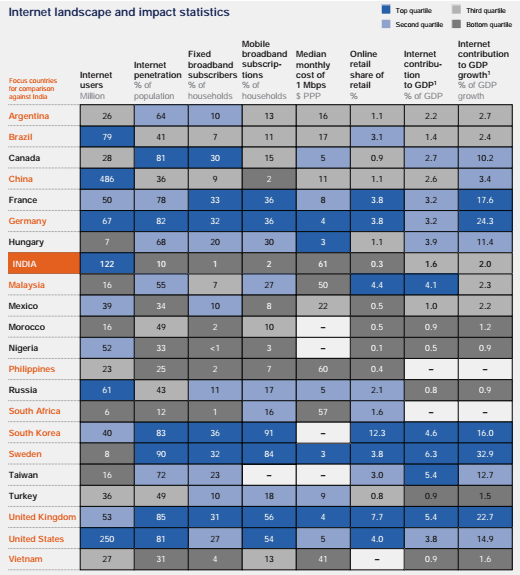 Internet landscape and impact statistics
Top quartile Third quartile
Second quartile Bottom quartile
Focus countries for comparison against India
Internet users Million
Internet penetration % of population
Fixed broadband subscribers % of households
Mobile broadband subscrip- tions % of households
Median monthly cost of 1 Mbps $ PPP
Online retail share of retail %
Internet contribu- tion to GDP¹ % of GDP
Internet contribution to GDP growth¹ % of GDP growth
Argentina 26 64 10 13 16 1.1 2.2 2.7
Brazil 79 41 7 11 17 3.1 1.4 2.4
Canada 28 81 30 15 5 0.9 2.7 10.2
China 486 36 9 2 11 1.1 2.6 3.4
France 50 78 33 36 8 3.8 3.2 17.6
Germany 67 82 32 36 4 3.8 3.2 24.3
Hungary 7 68 20 30 3 1.1 3.9 11.4
INDIA 122 10 1 2 61 0.3 1.6 2.0
Malaysia 16 55 7 27 50 4.4 4.1 2.3
Mexico 39 34 10 8 22 0.5 1.0 2.2
Morocco 16 49 2 10 – 0.5 0.9 1.2
Nigeria 52 33 <1 3 – 0.1 0.5 0.9
Philippines 23 25 2 7 60 0.4 – –
Russia 61 43 11 17 5 2.1 0.8 0.9
South Africa 6 12 1 16 57 1.6 – –
South Korea 40 83 36 91 – 12.3 4.6 16.0
Sweden 8 90 32 84 3 3.8 6.3 32.9
Taiwan 16 72 23 – – 3.0 5.4 12.7
Turkey 36 49 10 18 9 0.8 0.9 1.5
United Kingdom 53 85 31 56 4 7.7 5.4 22.7
United States 250 81 27 54 5 4.0 3.8 14.9
Vietnam 27 31 4 13 41 – 0.9 1.6